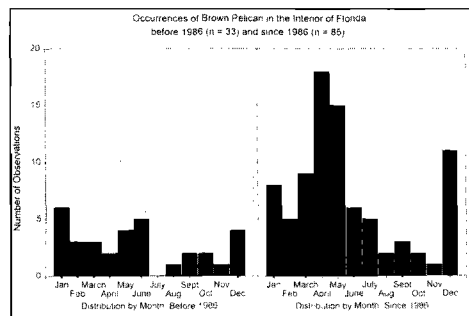 Occurrences of Brown Pelican in the Interior of Florida
before 1986 (n = 33) and since 1986 (n = 85)
Number of Observations
20
15
10
5
0
Jan March May July Sept Nov Jan March May July Sept Nov
Feb April June Aug Oct Dec Feb April June Aug Oct Dec
Distribution by Month Before 1986 Distribution by Month Since 1986